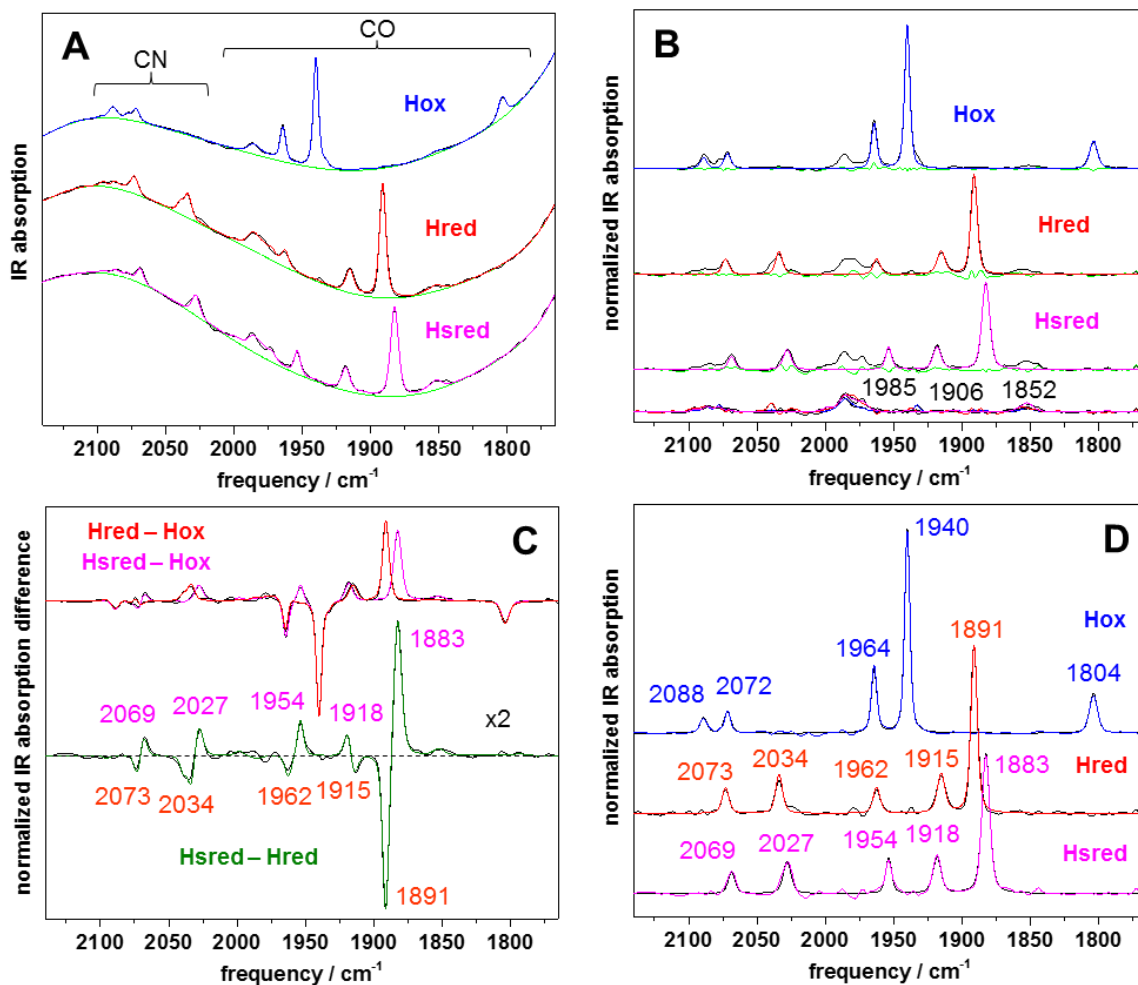 A
CN
CO
Hox
Hred
Hsred
IR absorption
2100 2050 2000 1950 1900 1850 1800
frequency / cm-1
B
Hox
Hred
Hsred
1985 1906 1852
normalized IR absorption
2100 2050 2000 1950 1900 1850 1800
frequency / cm-1
C
Hred – Hox
Hsred – Hox
1883
2069 2027 1954 1918 x2
2073 2034 1962 1915
Hsred – Hred
1891
normalized IR absorption difference
2100 2050 2000 1950 1900 1850 1800
frequency / cm-1
D
1940
Hox
2088 2072 1964 1891 1804
2073 2034 1962 1915 Hred
1883
2069 2027 1954 1918 Hsred
normalized IR absorption
2100 2050 2000 1950 1900 1850 1800
frequency / cm-1